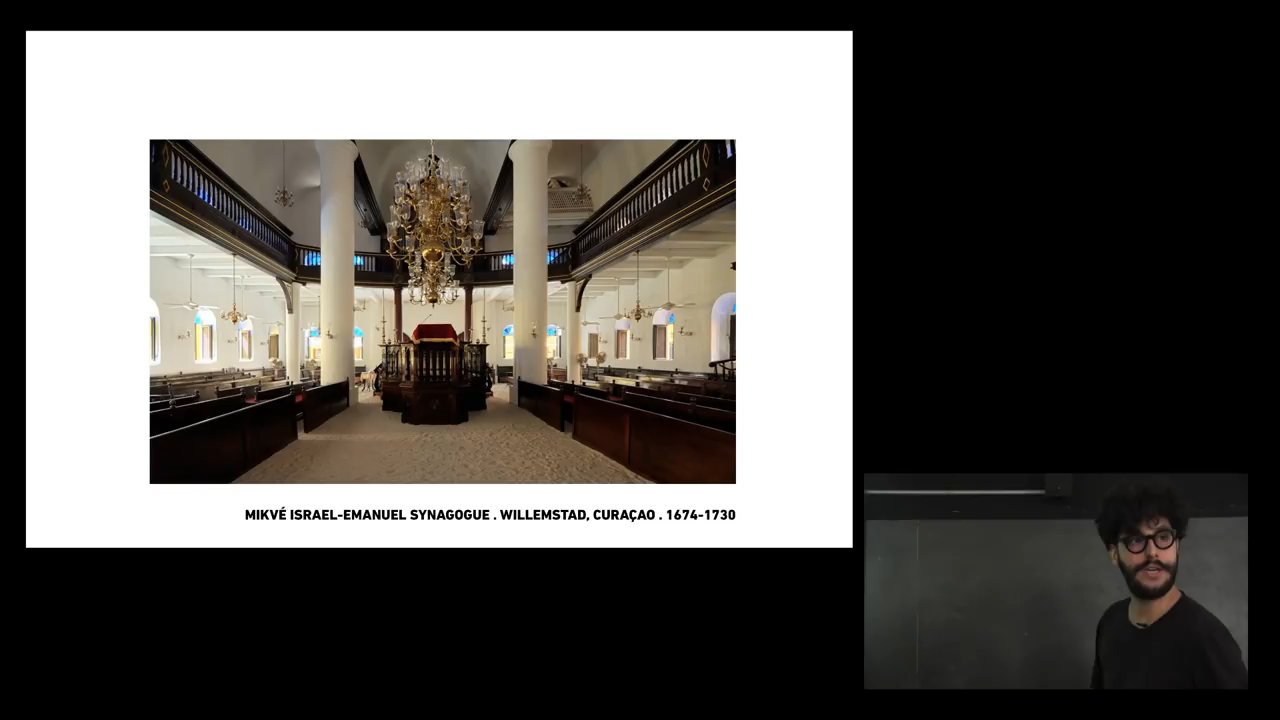 MIKVÉ ISRAEL-EMANUEL SYNAGOGUE . WILLEMSTAD, CURAÇAO . 1674-1730